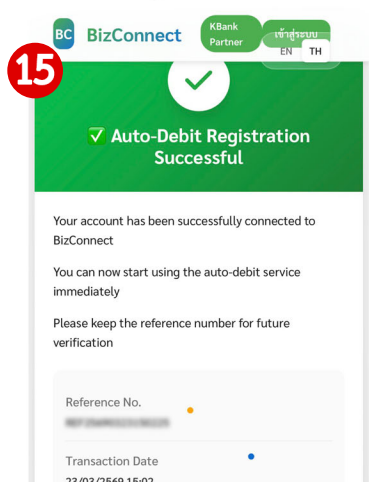 BC BizConnect KBank Partner เข้าสู่ระบบ
EN TH
15
✅ Auto-Debit Registration
Successful
Your account has been successfully connected to
BizConnect
You can now start using the auto-debit service
immediately
Please keep the reference number for future
verification
Reference No.
Transaction Date
23/03/2569 15:02